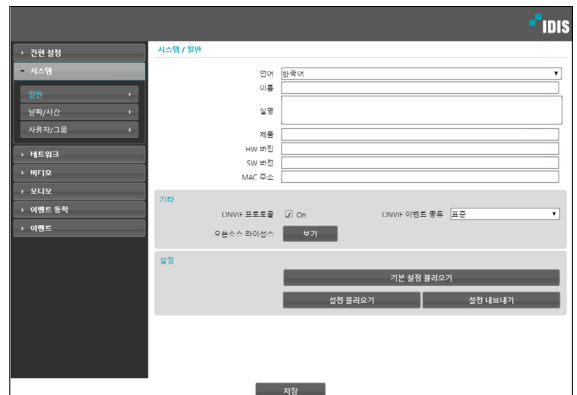 IDIS
간편 설정
시스템
일반
날짜/시간
사용자/그룹
네트워크
비디오
오디오
이벤트 동작
이벤트
시스템 / 일반
언어 한국어
이름
설명
제품
HW 버전
SW 버전
MAC 주소
기타
ONVIF 프로토콜 On ONVIF 이벤트 종류 표준
오픈소스 라이선스 보기
설정
기본 설정 불러오기
설정 불러오기 설정 내보내기
저장